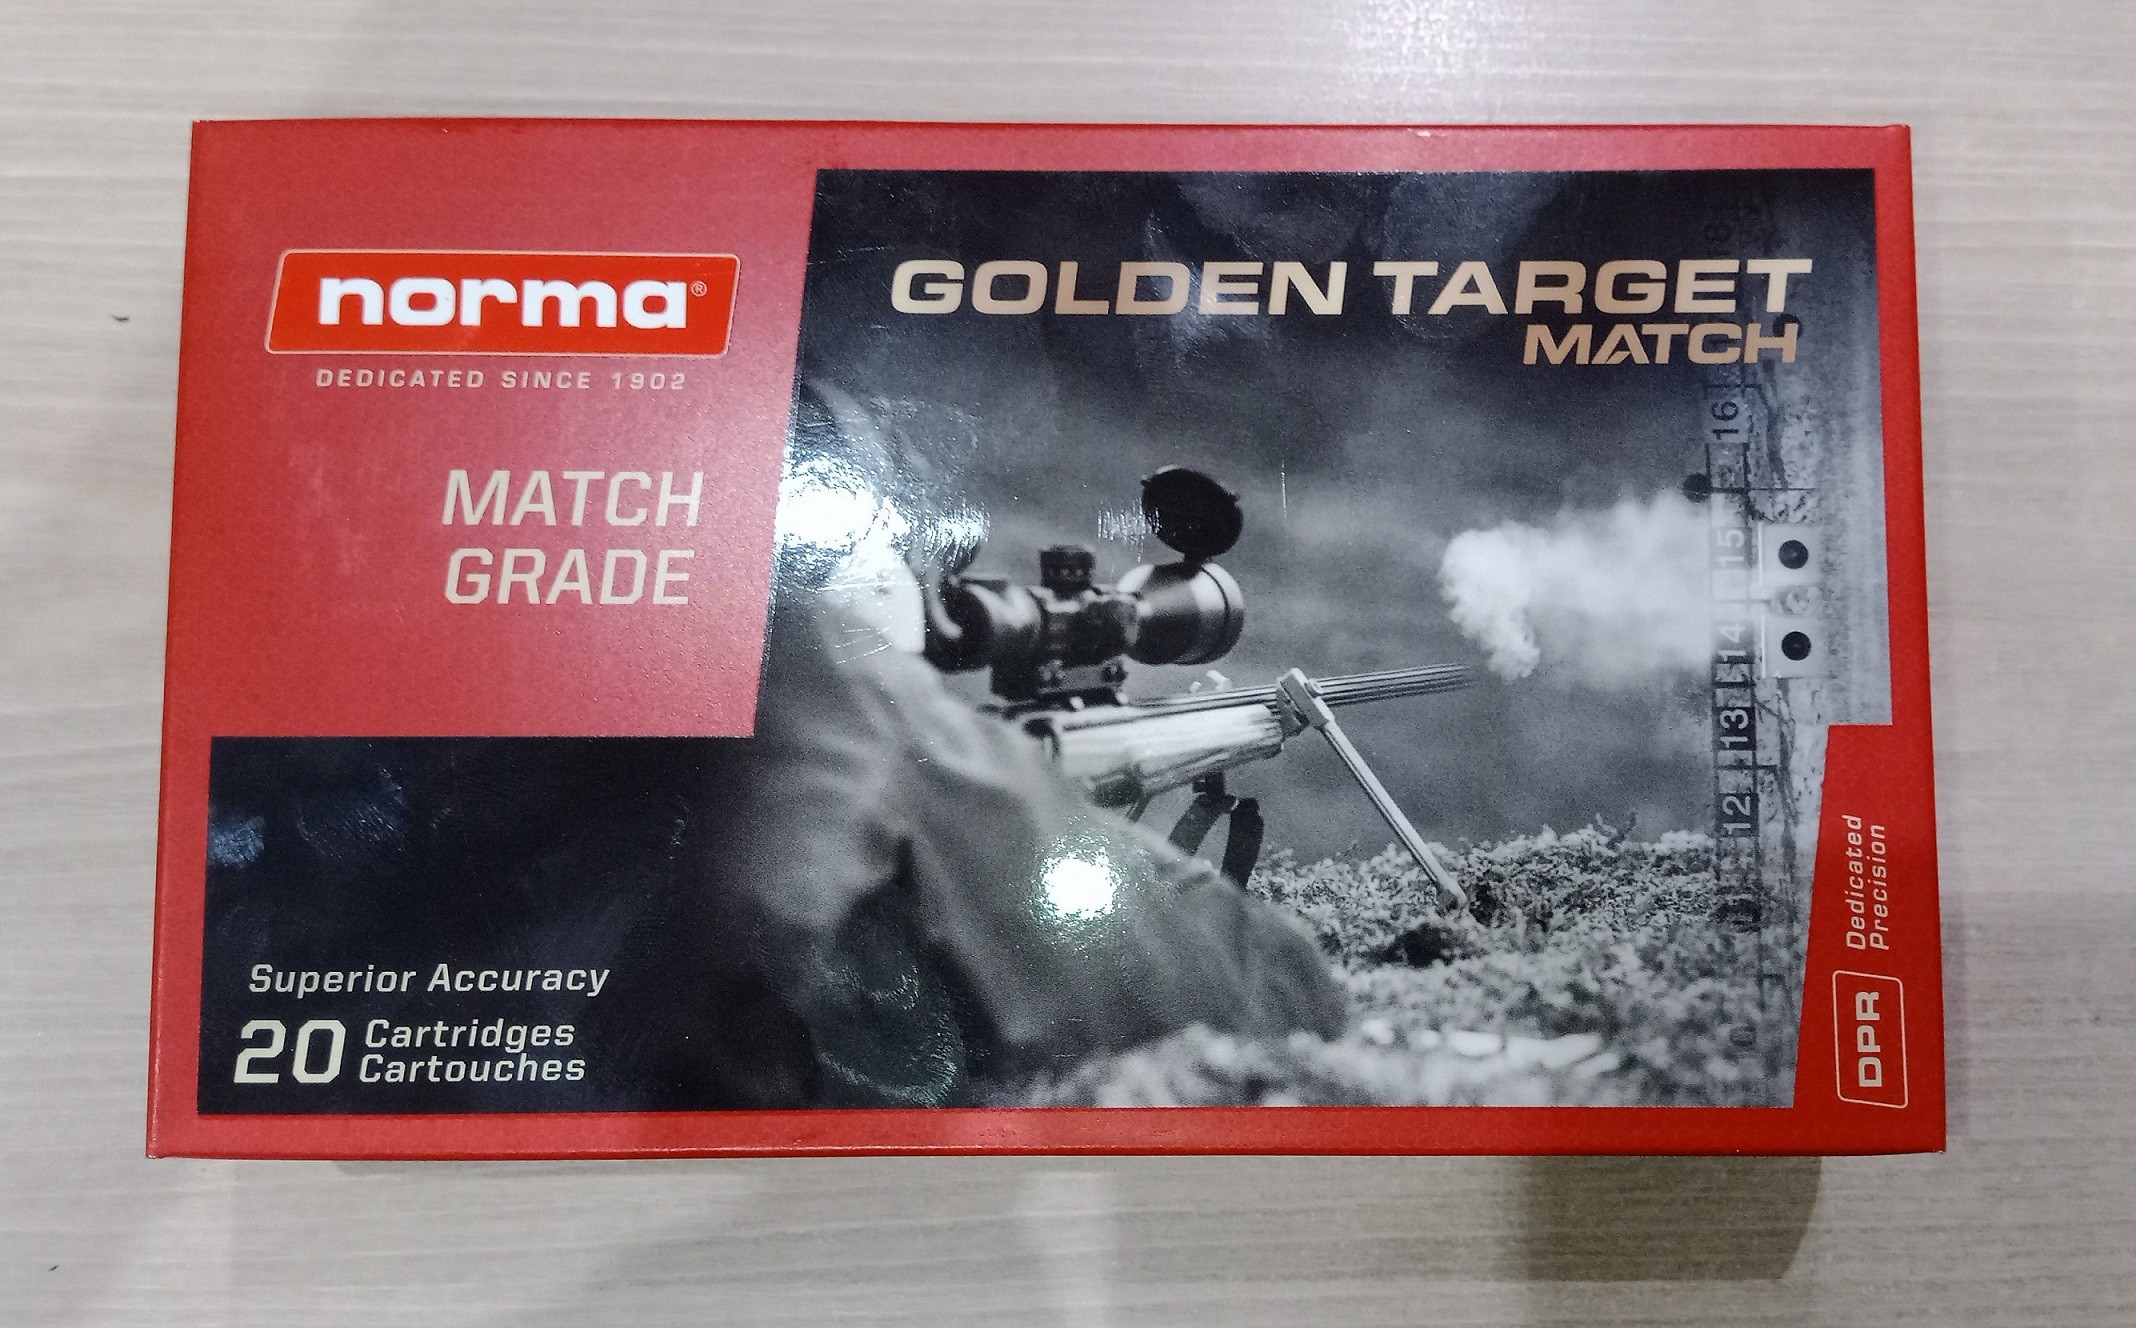 norma®
DEDICATED SINCE 1902
MATCH
GRADE
GOLDEN TARGET
MATCH
16
15
14
13
12
Superior Accuracy
20 Cartridges
Cartouches
Dedicated
Precision
DPR